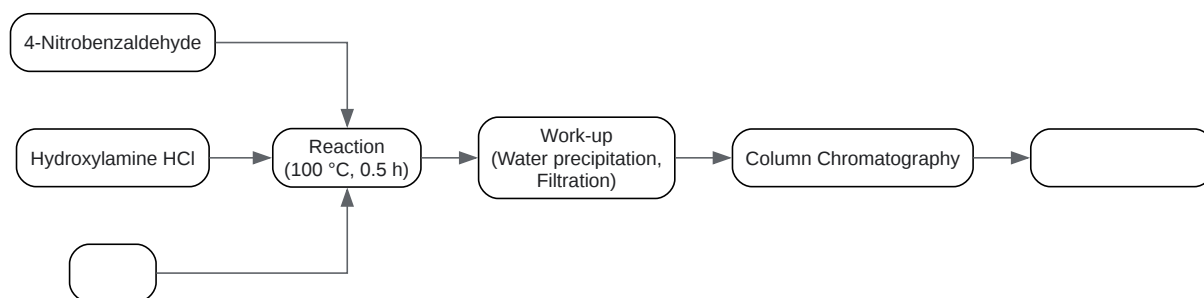 4-Nitrobenzaldehyde
Hydroxylamine HCl
Reaction
(100 °C, 0.5 h)
Work-up
(Water precipitation,
Filtration)
Column Chromatography